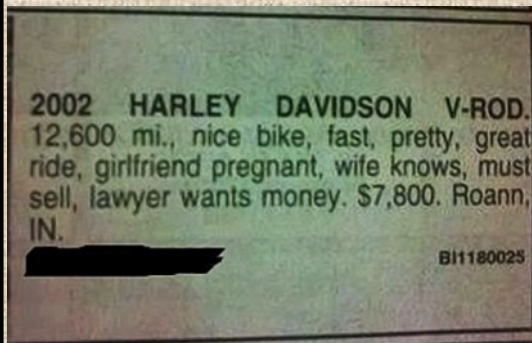 2002 HARLEY DAVIDSON V-ROD.
12,600 mi., nice bike, fast, pretty, great
ride, girlfriend pregnant, wife knows, must
sell, lawyer wants money. $7,800. Roann,
IN.
BI1180025